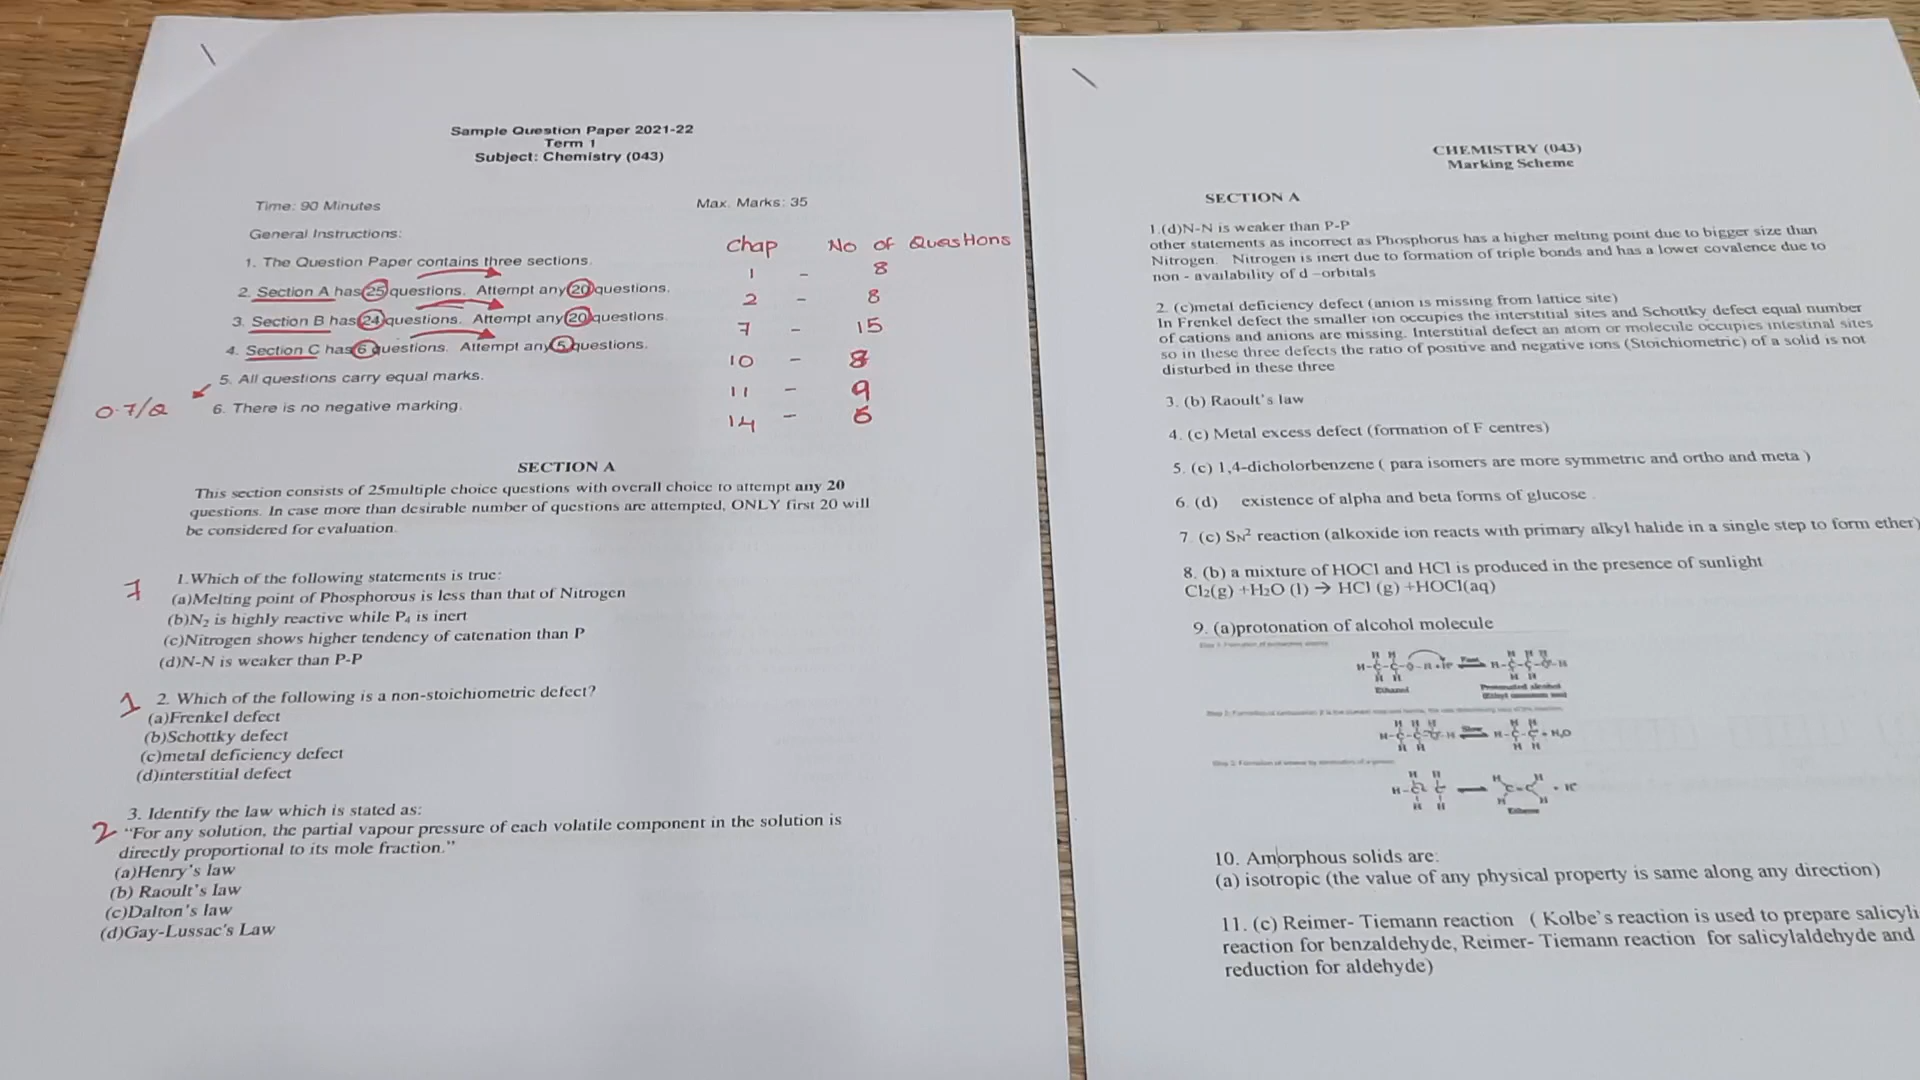 Sample Question Paper 2021-22
Term 1
Subject: Chemistry (043)
Time: 90 Minutes
Max. Marks: 35
General Instructions:
1. The Question Paper contains three sections.
2. Section A has 25 questions. Attempt any 20 questions.
3. Section B has 24 questions. Attempt any 20 questions.
4. Section C has 6 questions. Attempt any 5 questions.
5. All questions carry equal marks.
6. There is no negative marking.
0.7/Q
Chap - No of Questions
1 - 8
2 - 8
7 - 15
10 - 8
11 - 9
14 - 6
SECTION A
This section consists of 25multiple choice questions with overall choice to attempt any 20
questions. In case more than desirable number of questions are attempted, ONLY first 20 will
be considered for evaluation.
7
1.Which of the following statements is true:
(a)Melting point of Phosphorous is less than that of Nitrogen
(b)N2 is highly reactive while P4 is inert
(c)Nitrogen shows higher tendency of catenation than P
(d)N-N is weaker than P-P
1
2. Which of the following is a non-stoichiometric defect?
(a)Frenkel defect
(b)Schottky defect
(c)metal deficiency defect
(d)interstitial defect
2
3. Identify the law which is stated as:
“For any solution, the partial vapour pressure of each volatile component in the solution is
directly proportional to its mole fraction.”
(a)Henry’s law
(b) Raoult’s law
(c)Dalton’s law
(d)Gay-Lussac’s Law
CHEMISTRY (043)
Marking Scheme
SECTION A
1.(d)N-N is weaker than P-P
other statements as incorrect as Phosphorus has a higher melting point due to bigger size than
Nitrogen. Nitrogen is inert due to formation of triple bonds and has a lower covalence due to
non - availability of d –orbitals
2. (c)metal deficiency defect (anion is missing from lattice site)
In Frenkel defect the smaller ion occupies the interstitial sites and Schottky defect equal number
of cations and anions are missing. Interstitial defect an atom or molecule occupies intestinal sites
so in these three defects the ratio of positive and negative ions (Stoichiometric) of a solid is not
disturbed in these three
3. (b) Raoult’s law
4. (c) Metal excess defect (formation of F centres)
5. (c) 1,4-dicholorbenzene ( para isomers are more symmetric and ortho and meta )
6. (d) existence of alpha and beta forms of glucose
7. (c) SN2 reaction (alkoxide ion reacts with primary alkyl halide in a single step to form ether)
8. (b) a mixture of HOCl and HCl is produced in the presence of sunlight
Cl2(g) +H2O (l) → HCl (g) +HOCl(aq)
9. (a)protonation of alcohol molecule
Ethanol
Protonated alcohol
Ethene
10. Amorphous solids are:
(a) isotropic (the value of any physical property is same along any direction)
11. (c) Reimer- Tiemann reaction ( Kolbe’s reaction is used to prepare salicyli
reaction for benzaldehyde, Reimer- Tiemann reaction for salicylaldehyde and
reduction for aldehyde)